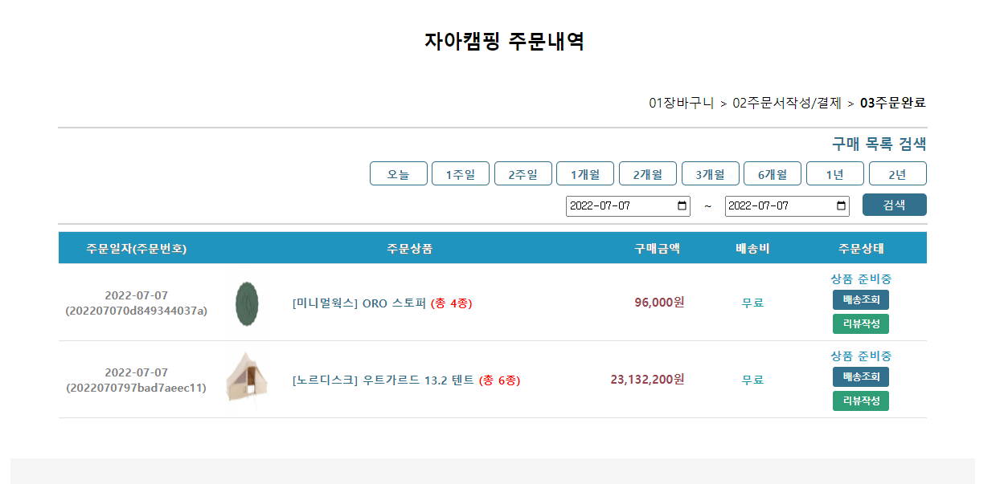 자아캠핑 주문내역
01장바구니 > 02주문서작성/결제 > 03주문완료
구매 목록 검색
오늘 1주일 2주일 1개월 2개월 3개월 6개월 1년 2년
2022-07-07 ~ 2022-07-07 검색
주문일자(주문번호) 주문상품 구매금액 배송비 주문상태
2022-07-07
(202207070d849344037a)
[미니멀웍스] ORO 스토퍼 (총 4종)
96,000원
무료
상품 준비중
배송조회
리뷰작성
2022-07-07
(2022070797bad7aeec11)
[노르디스크] 우트가르드 13.2 텐트 (총 6종)
23,132,200원
무료
상품 준비중
배송조회
리뷰작성